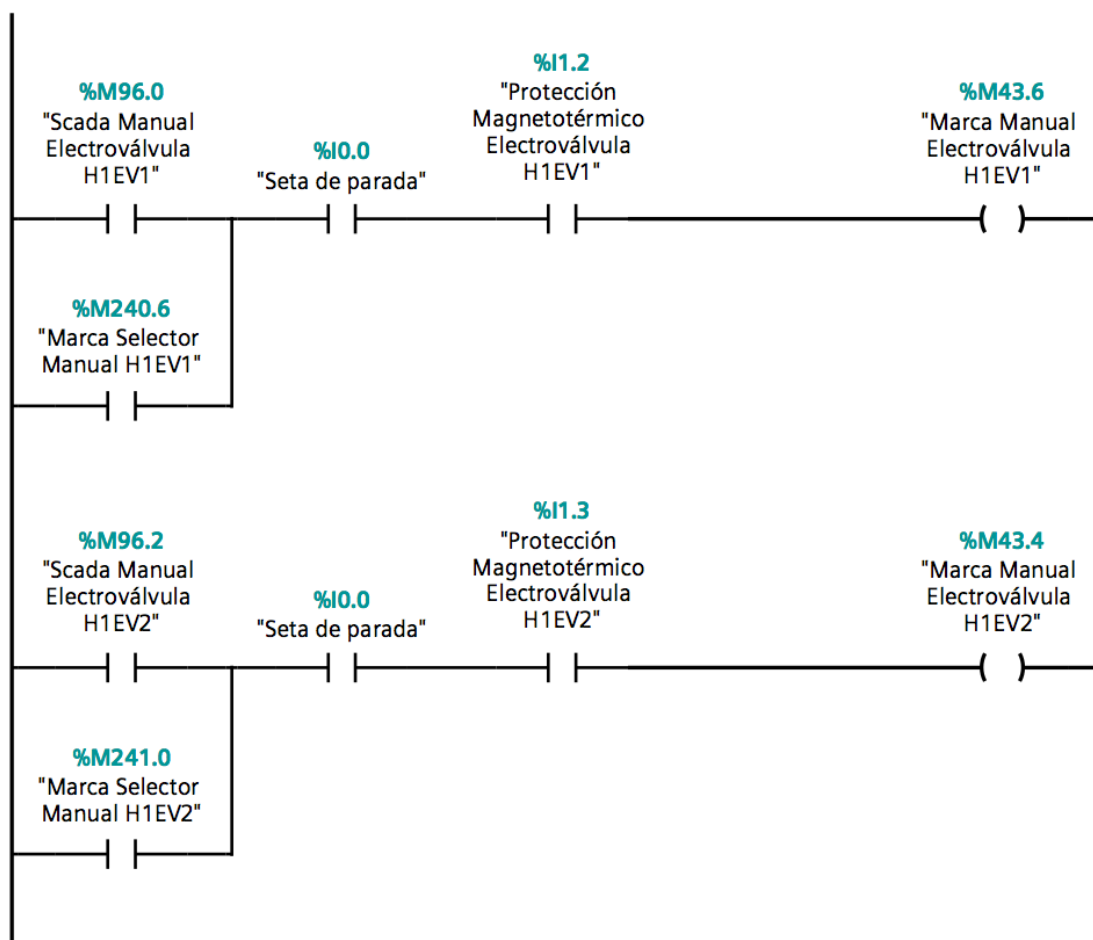 %M96.0
"Scada Manual
Electroválvula
H1EV1"
%I0.0
"Seta de parada"
%I1.2
"Protección
Magnetotérmico
Electroválvula
H1EV1"
%M43.6
"Marca Manual
Electroválvula
H1EV1"
%M240.6
"Marca Selector
Manual H1EV1"
%M96.2
"Scada Manual
Electroválvula
H1EV2"
%I0.0
"Seta de parada"
%I1.3
"Protección
Magnetotérmico
Electroválvula
H1EV2"
%M43.4
"Marca Manual
Electroválvula
H1EV2"
%M241.0
"Marca Selector
Manual H1EV2"